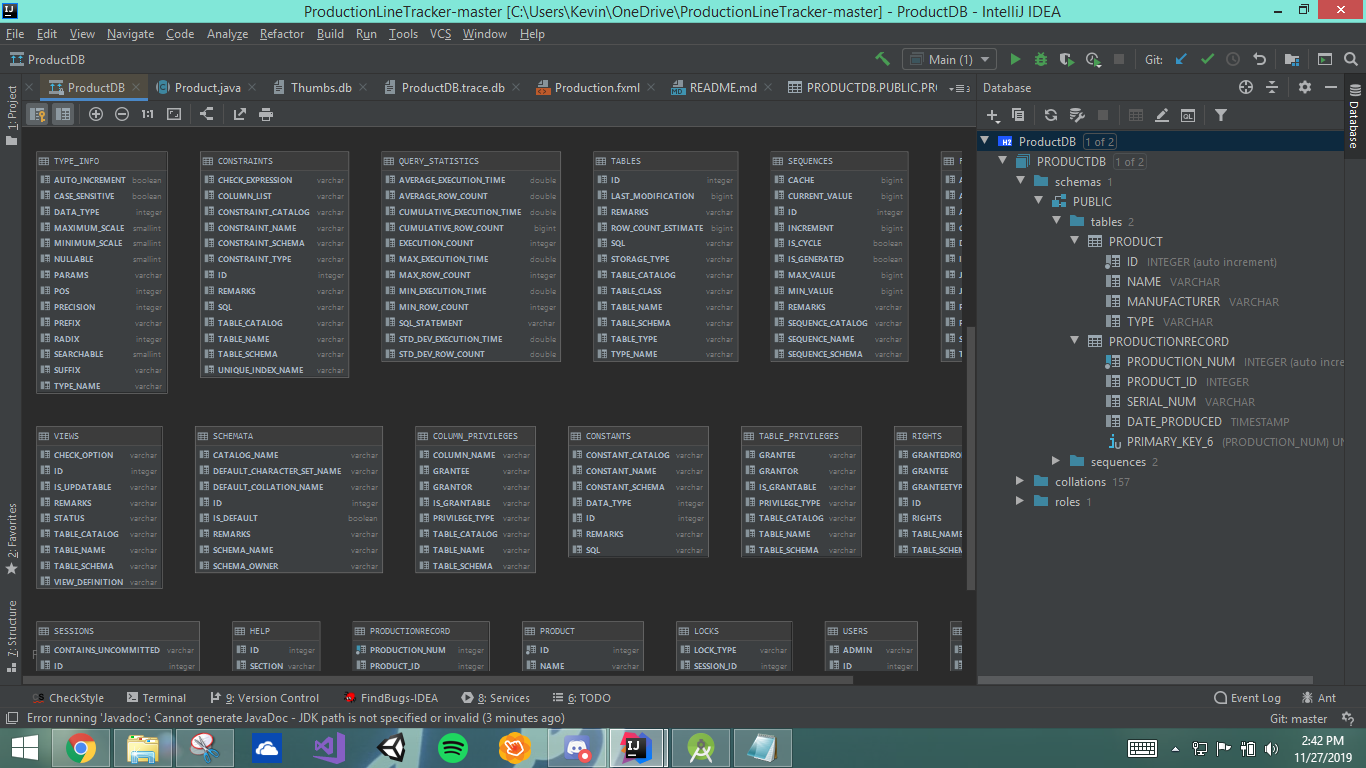 ProductionLineTracker-master [C:\Users\Kevin\OneDrive\ProductionLineTracker-master] - ProductDB - IntelliJ IDEA
File Edit View Navigate Code Analyze Refactor Build Run Tools VCS Window Help
ProductDB
Main (1)
Git:
1: Project
ProductDB
Product.java
Thumbs.db
ProductDB.trace.db
Production.fxml
README.md
PRODUCTDB.PUBLIC.PR
1:1
TYPE_INFO
AUTO_INCREMENT boolean
CASE_SENSITIVE boolean
DATA_TYPE integer
MAXIMUM_SCALE smallint
MINIMUM_SCALE smallint
NULLABLE smallint
PARAMS varchar
POS integer
PRECISION integer
PREFIX varchar
RADIX integer
SEARCHABLE smallint
SUFFIX varchar
TYPE_NAME varchar
CONSTRAINTS
CHECK_EXPRESSION varchar
COLUMN_LIST varchar
CONSTRAINT_CATALOG varchar
CONSTRAINT_NAME varchar
CONSTRAINT_SCHEMA varchar
CONSTRAINT_TYPE varchar
ID integer
REMARKS varchar
SQL varchar
TABLE_CATALOG varchar
TABLE_NAME varchar
TABLE_SCHEMA varchar
UNIQUE_INDEX_NAME varchar
QUERY_STATISTICS
AVERAGE_EXECUTION_TIME double
AVERAGE_ROW_COUNT double
CUMULATIVE_EXECUTION_TIME double
CUMULATIVE_ROW_COUNT bigint
EXECUTION_COUNT integer
MAX_EXECUTION_TIME double
MAX_ROW_COUNT integer
MIN_EXECUTION_TIME double
MIN_ROW_COUNT integer
SQL_STATEMENT varchar
STD_DEV_EXECUTION_TIME double
STD_DEV_ROW_COUNT double
TABLES
ID integer
LAST_MODIFICATION bigint
REMARKS varchar
ROW_COUNT_ESTIMATE bigint
SQL varchar
STORAGE_TYPE varchar
TABLE_CATALOG varchar
TABLE_CLASS varchar
TABLE_NAME varchar
TABLE_SCHEMA varchar
TABLE_TYPE varchar
TYPE_NAME varchar
SEQUENCES
CACHE bigint
CURRENT_VALUE bigint
ID integer
INCREMENT bigint
IS_CYCLE boolean
IS_GENERATED boolean
MAX_VALUE bigint
MIN_VALUE bigint
REMARKS varchar
SEQUENCE_CATALOG varchar
SEQUENCE_NAME varchar
SEQUENCE_SCHEMA varchar
VIEWS
CHECK_OPTION varchar
ID integer
IS_UPDATABLE varchar
REMARKS varchar
STATUS varchar
TABLE_CATALOG varchar
TABLE_NAME varchar
TABLE_SCHEMA varchar
VIEW_DEFINITION varchar
SCHEMATA
CATALOG_NAME varchar
DEFAULT_CHARACTER_SET_NAME varchar
DEFAULT_COLLATION_NAME varchar
ID integer
IS_DEFAULT boolean
REMARKS varchar
SCHEMA_NAME varchar
SCHEMA_OWNER varchar
COLUMN_PRIVILEGES
COLUMN_NAME varchar
GRANTEE varchar
GRANTOR varchar
IS_GRANTABLE varchar
PRIVILEGE_TYPE varchar
TABLE_CATALOG varchar
TABLE_NAME varchar
TABLE_SCHEMA varchar
CONSTANTS
CONSTANT_CATALOG varchar
CONSTANT_NAME varchar
CONSTANT_SCHEMA varchar
DATA_TYPE integer
ID integer
REMARKS varchar
SQL varchar
TABLE_PRIVILEGES
GRANTEE varchar
GRANTOR varchar
IS_GRANTABLE varchar
PRIVILEGE_TYPE varchar
TABLE_CATALOG varchar
TABLE_NAME varchar
TABLE_SCHEMA varchar
RIGHTS
GRANTEDRO
GRANTEE
GRANTEETYP
ID
RIGHTS
TABLE_NAME
TABLE_SCHEM
SESSIONS
CONTAINS_UNCOMMITTED varchar
ID integer
HELP
ID integer
SECTION varchar
PRODUCTIONRECORD
PRODUCTION_NUM integer
PRODUCT_ID integer
PRODUCT
ID integer
NAME varchar
LOCKS
LOCK_TYPE varchar
SESSION_ID integer
USERS
ADMIN varchar
ID integer
Database
ProductDB 1 of 2
PRODUCTDB 1 of 2
schemas 1
PUBLIC
tables 2
PRODUCT
ID INTEGER (auto increment)
NAME VARCHAR
MANUFACTURER VARCHAR
TYPE VARCHAR
PRODUCTIONRECORD
PRODUCTION_NUM INTEGER (auto incre
PRODUCT_ID INTEGER
SERIAL_NUM VARCHAR
DATE_PRODUCED TIMESTAMP
PRIMARY_KEY_6 (PRODUCTION_NUM) UN
sequences 2
collations 157
roles 1
Database
2: Favorites
7: Structure
CheckStyle Terminal 9: Version Control FindBugs-IDEA 8: Services 6: TODO Event Log Ant
Error running 'Javadoc': Cannot generate JavaDoc - JDK path is not specified or invalid (3 minutes ago) Git: master
2:42 PM
11/27/2019